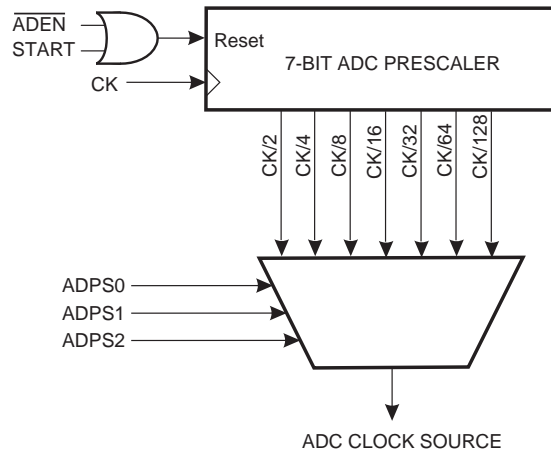 ADEN
START
Reset
7-BIT ADC PRESCALER
CK
CK/2
CK/4
CK/8
CK/16
CK/32
CK/64
CK/128
ADPS0
ADPS1
ADPS2
ADC CLOCK SOURCE